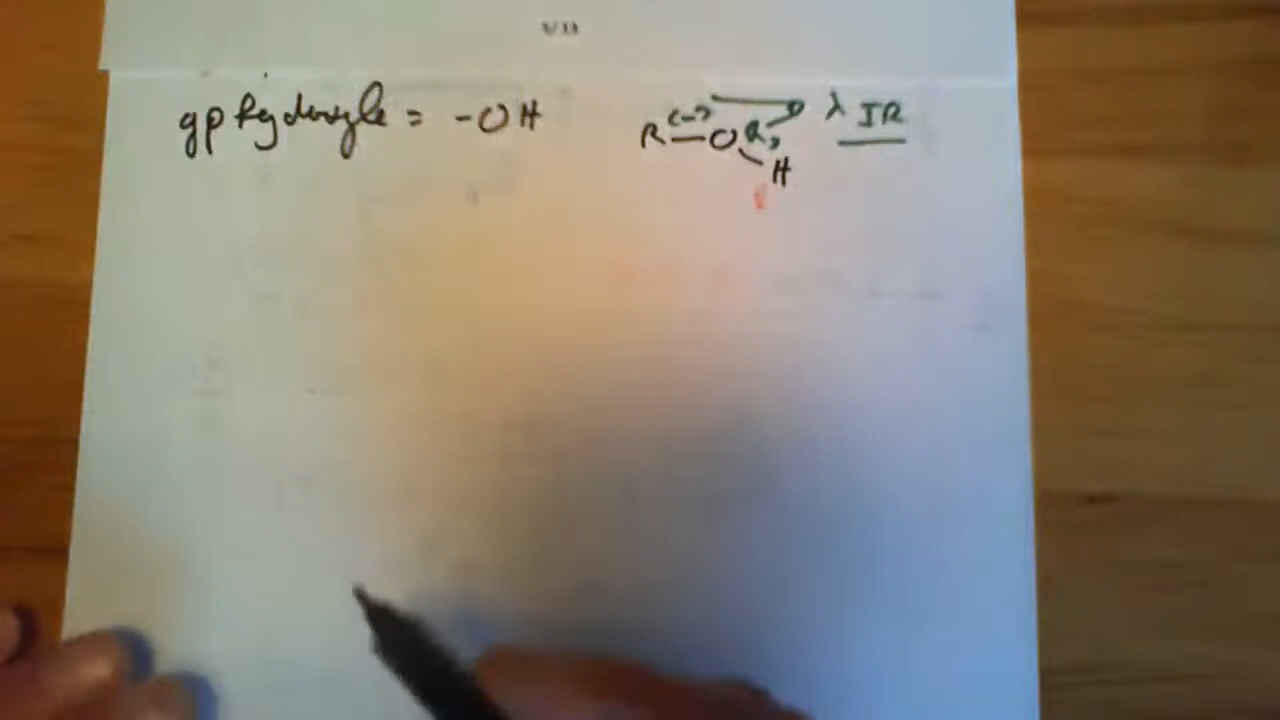 gp hydroxyle = -OH
R-O
H
λ IR